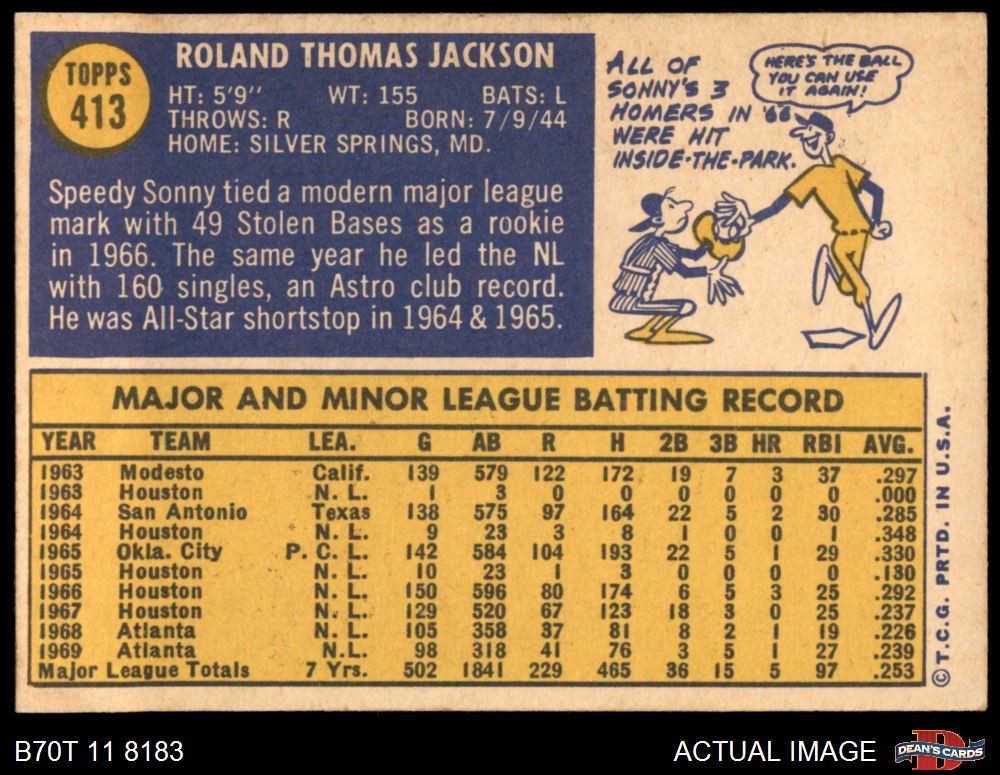 TOPPS
413
ROLAND THOMAS JACKSON
HT: 5'9" WT: 155 BATS: L
THROWS: R BORN: 7/9/44
HOME: SILVER SPRINGS, MD.
Speedy Sonny tied a modern major league
mark with 49 Stolen Bases as a rookie
in 1966. The same year he led the NL
with 160 singles, an Astro club record.
He was All-Star shortstop in 1964 & 1965.
ALL OF
SONNY'S 3
HOMERS IN '66
WERE HIT
INSIDE-THE-PARK.
HERE'S THE BALL
YOU CAN USE
IT AGAIN!
MAJOR AND MINOR LEAGUE BATTING RECORD
YEAR TEAM LEA. G AB R H 2B 3B HR RBI AVG.
1963 Modesto Calif. 139 579 122 172 19 7 3 37 .297
1963 Houston N. L. 1 3 0 0 0 0 0 0 .000
1964 San Antonio Texas 138 575 97 164 22 5 2 30 .285
1964 Houston N. L. 9 23 3 8 1 0 0 1 .348
1965 Okla. City P. C. L. 142 584 104 193 22 5 1 29 .330
1965 Houston N. L. 10 23 1 3 0 0 0 0 .130
1966 Houston N. L. 150 596 80 174 6 5 3 25 .292
1967 Houston N. L. 129 520 67 123 18 3 0 25 .237
1968 Atlanta N. L. 105 358 37 81 8 2 1 19 .226
1969 Atlanta N.L. 98 318 41 76 3 5 1 27 .239
Major League Totals 7 Yrs. 502 1841 229 465 36 15 5 97 .253
© T.C.G. PRTD. IN U.S.A.
B70T 11 8183
ACTUAL IMAGE
DEAN'S CARDS